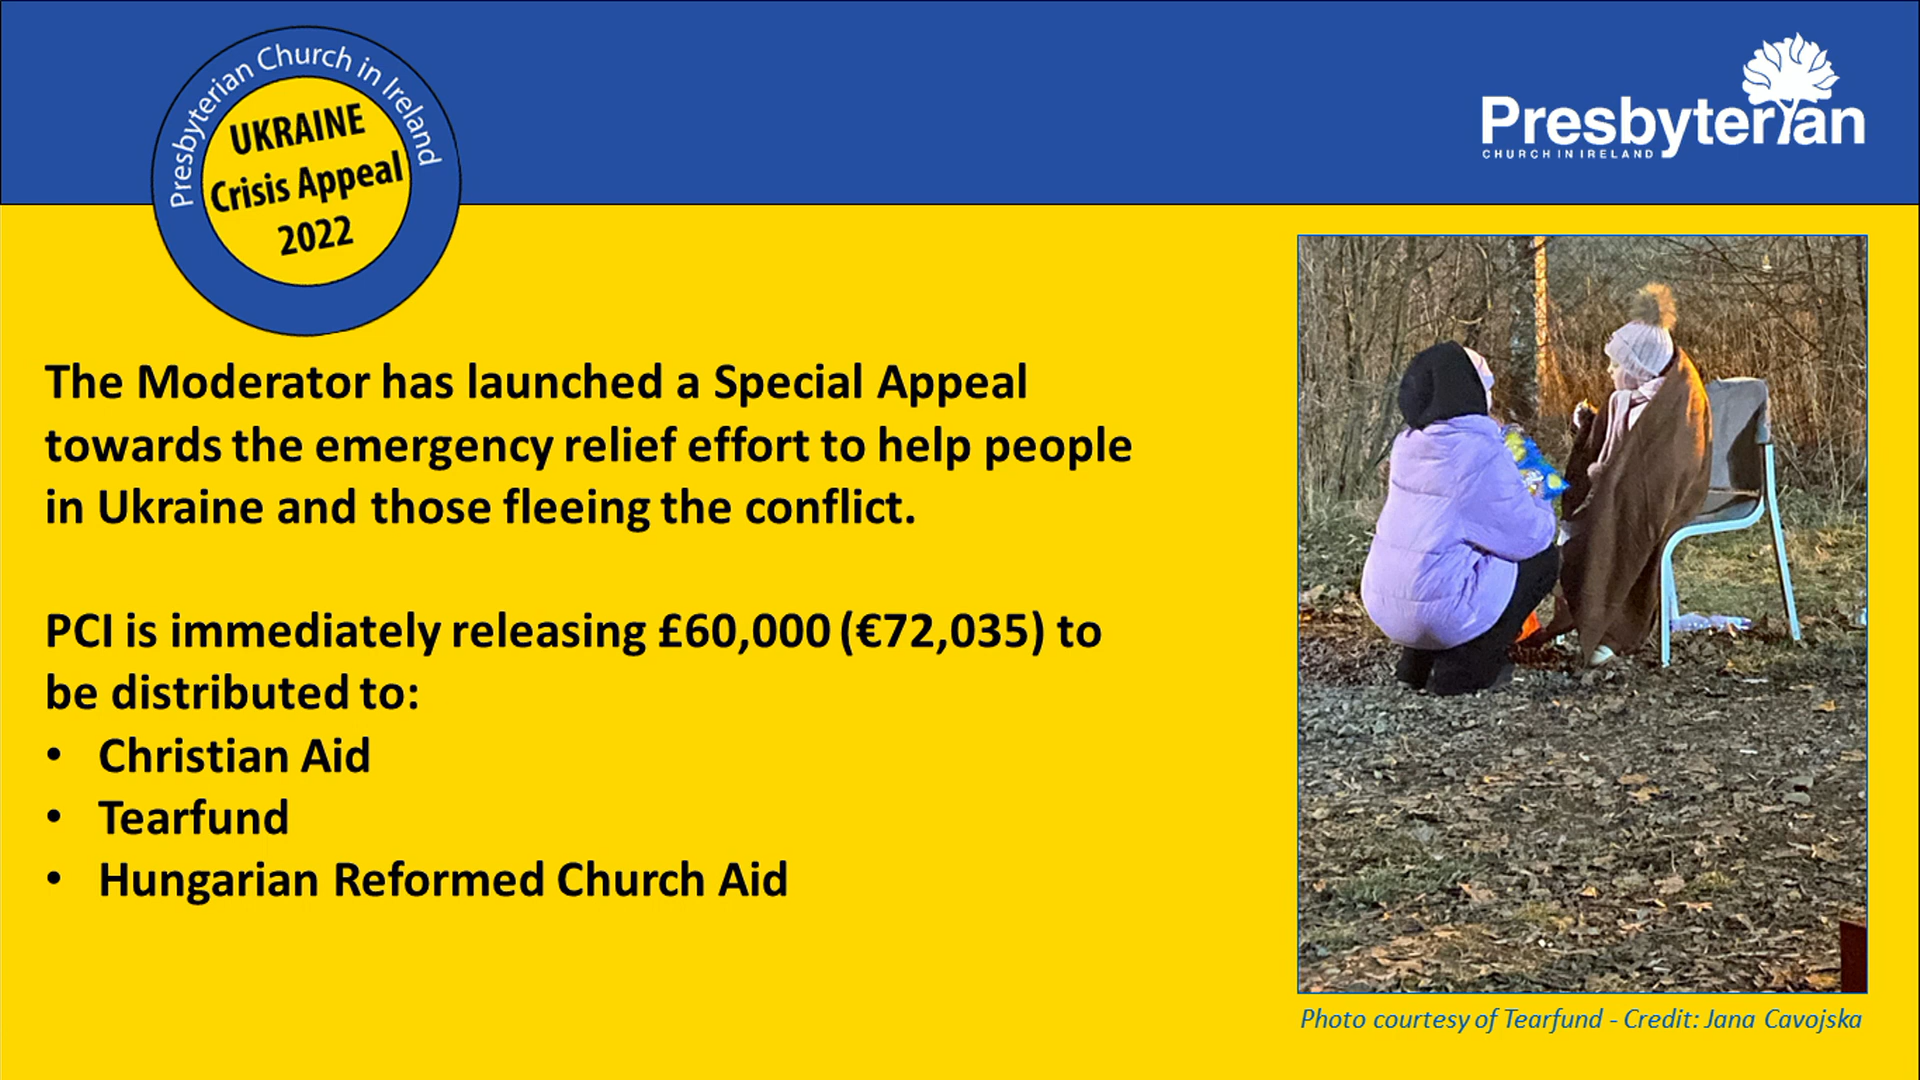 Presbyterian Church in Ireland
UKRAINE
Crisis Appeal
2022
Presbyterian
CHURCH IN IRELAND
The Moderator has launched a Special Appeal
towards the emergency relief effort to help people
in Ukraine and those fleeing the conflict.
PCI is immediately releasing £60,000 (€72,035) to
be distributed to:
• Christian Aid
• Tearfund
• Hungarian Reformed Church Aid
Photo courtesy of Tearfund - Credit: Jana Cavojska